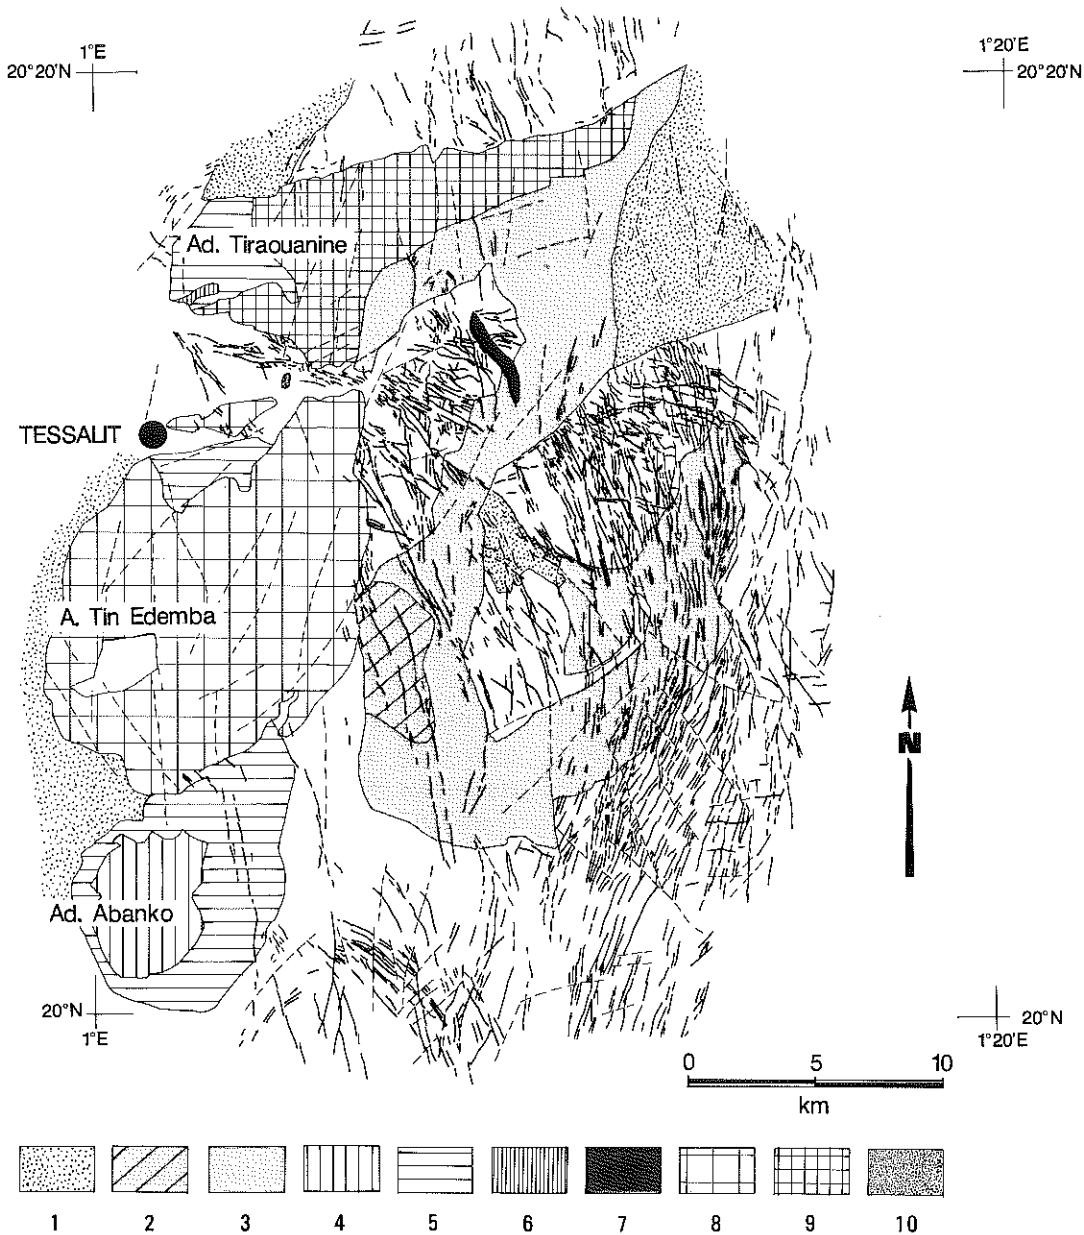 1°E
1°20'E
20°20'N
20°20'N
Ad. Tiraouanine
TESSALIT
A. Tin Edemba
N
Ad. Abanko
20°N
20°N
1°E
1°20'E
0 5 10
km
1 2 3 4 5 6 7 8 9 10